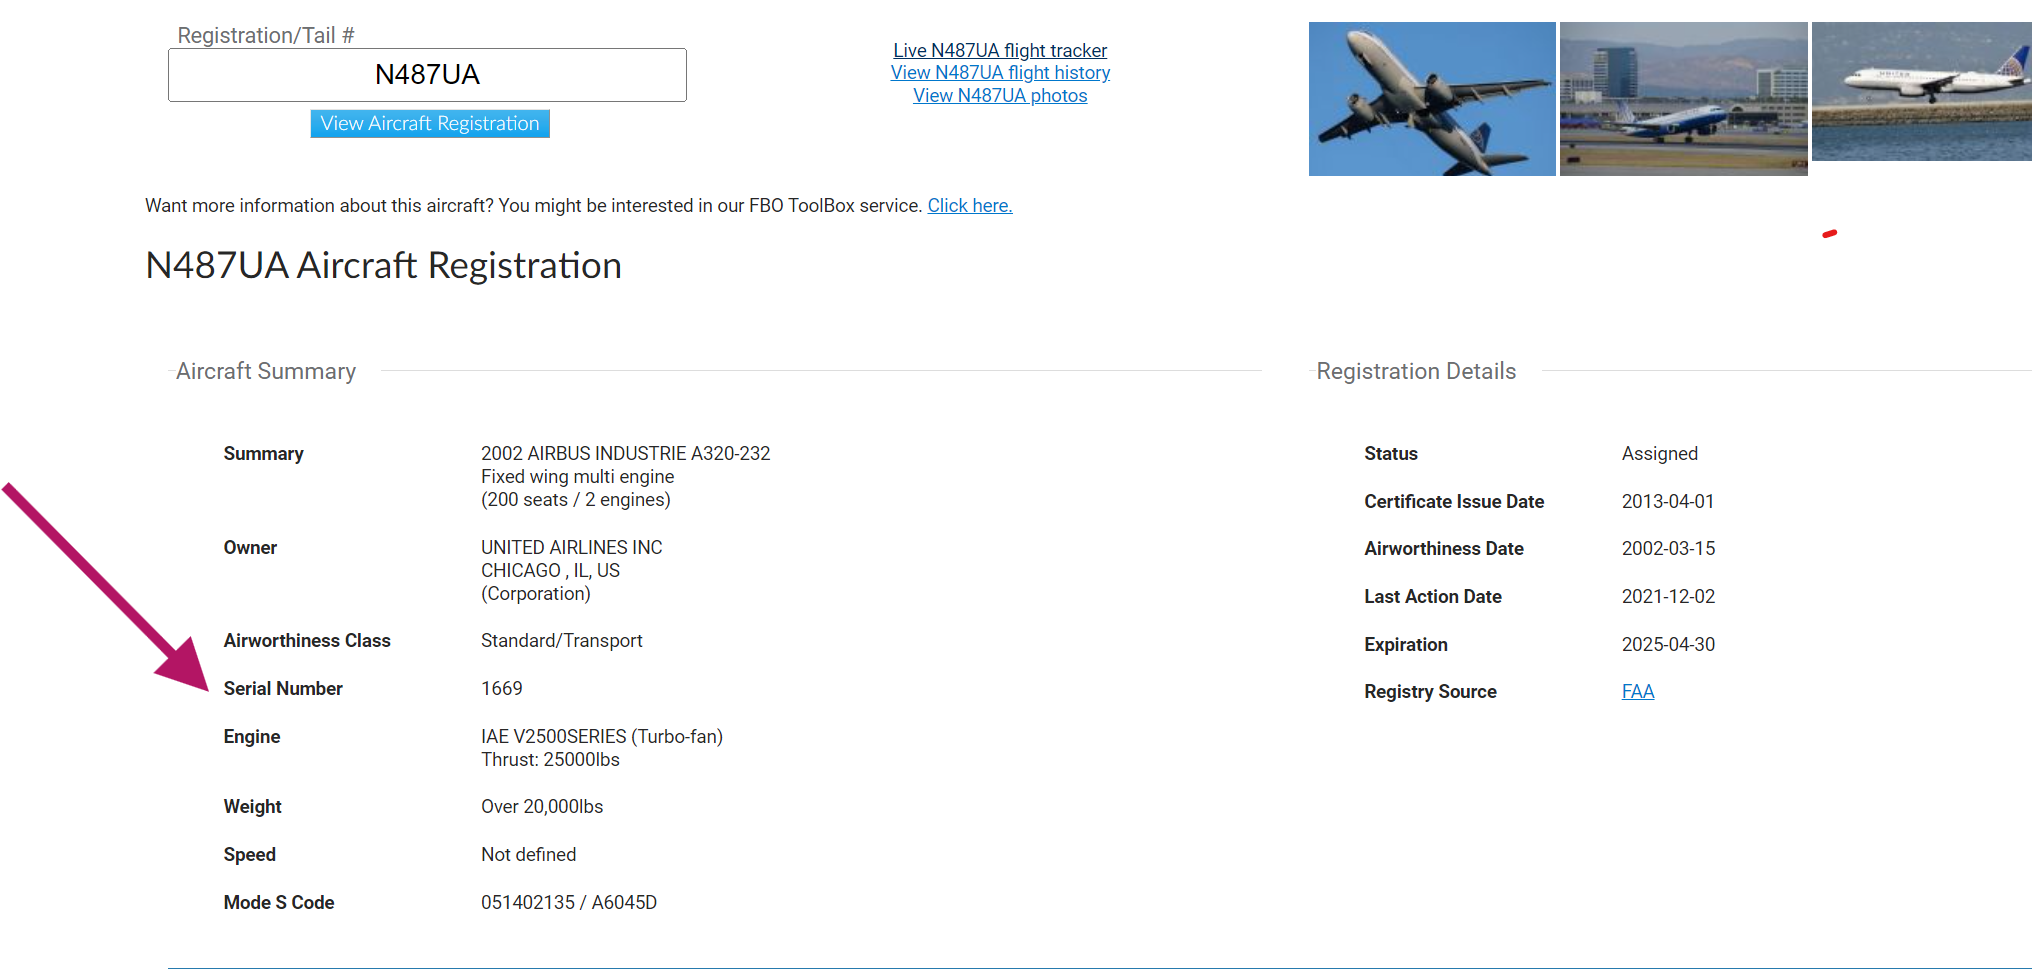 Registration/Tail #
N487UA
View Aircraft Registration
Live N487UA flight tracker
View N487UA flight history
View N487UA photos
UNITED
Want more information about this aircraft? You might be interested in our FBO ToolBox service. Click here.
N487UA Aircraft Registration
Aircraft Summary
Summary
2002 AIRBUS INDUSTRIE A320-232
Fixed wing multi engine
(200 seats / 2 engines)
Owner
UNITED AIRLINES INC
CHICAGO , IL, US
(Corporation)
Airworthiness Class
Standard/Transport
Serial Number
1669
Engine
IAE V2500SERIES (Turbo-fan)
Thrust: 25000lbs
Weight
Over 20,000lbs
Speed
Not defined
Mode S Code
051402135 / A6045D
Registration Details
Status
Assigned
Certificate Issue Date
2013-04-01
Airworthiness Date
2002-03-15
Last Action Date
2021-12-02
Expiration
2025-04-30
Registry Source
FAA